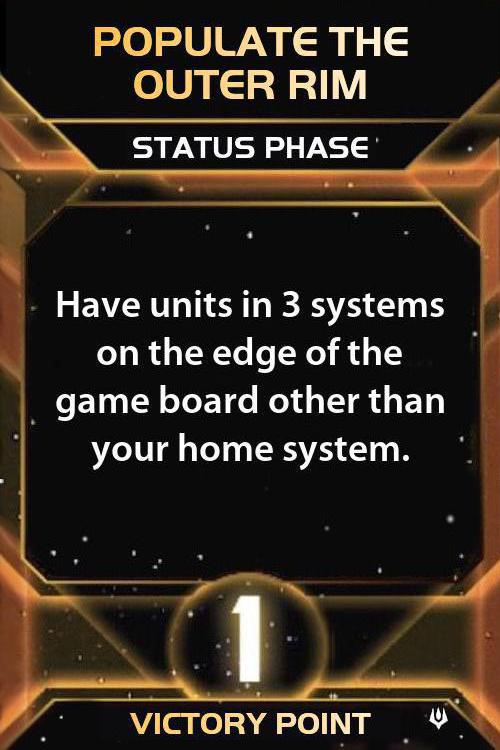 POPULATE THE
OUTER RIM
STATUS PHASE
Have units in 3 systems
on the edge of the
game board other than
your home system.
1
VICTORY POINT